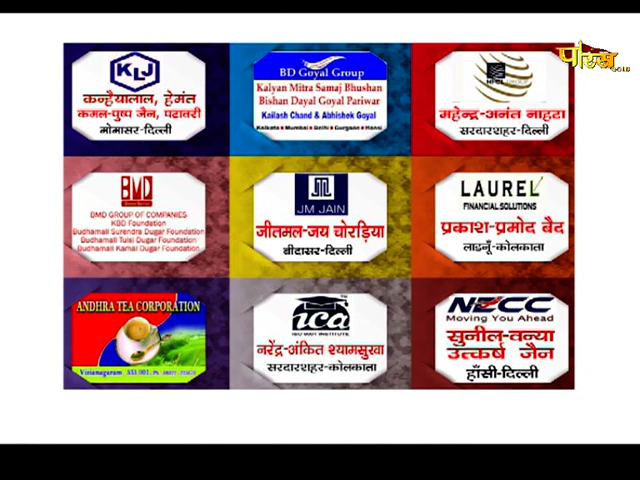 पारस
GOLD
KLJ
कन्हैयालाल, हेमंत
कमल-पुष्प जैन, पटावरी
मोमासर-दिल्ली
BD Goyal Group
Kalyan Mitra Samaj Bhushan
Bishan Dayal Goyal Pariwar
Kailash Chand & Abhishek Goyal
Kolkata • Mumbai • Delhi • Gurgaon • Hansi
महेन्द्र-अनंत नाहटा
सरदारशहर-दिल्ली
BMD
BMD GROUP OF COMPANIES
KBD Foundation
Budhamall Surendra Dugar Foundation
Budhamall Tulsi Dugar Foundation
Budhamall Kamal Dugar Foundation
JM JAIN
जीतमल-जय चोरड़िया
बीदासर-दिल्ली
LAUREL
FINANCIAL SOLUTIONS
प्रकाश-प्रमोद बैद
लाडनूँ-कोलकाता
ANDHRA TEA CORPORATION
Vizianagaram
ica
नरेंद्र-अंकित श्यामसुखा
सरदारशहर-कोलकाता
NECC
Moving You Ahead
सुनील-वन्या
उत्कर्ष जैन
हाँसी-दिल्ली